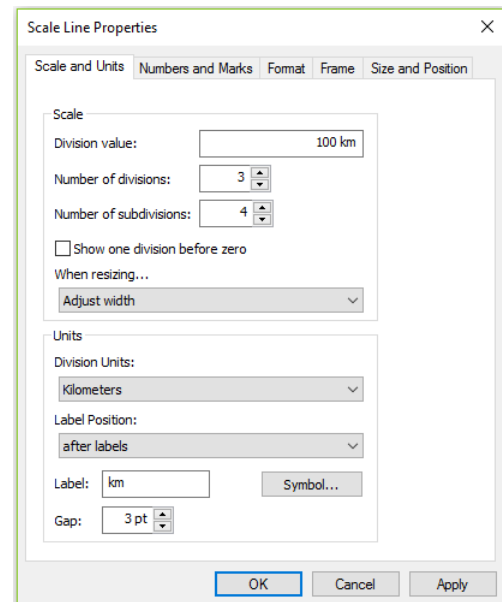 Scale Line Properties
Scale and Units Numbers and Marks Format Frame Size and Position
Scale
Division value: 100 km
Number of divisions: 3
Number of subdivisions: 4
Show one division before zero
When resizing...
Adjust width
Units
Division Units:
Kilometers
Label Position:
after labels
Label: km Symbol...
Gap: 3 pt
OK Cancel Apply